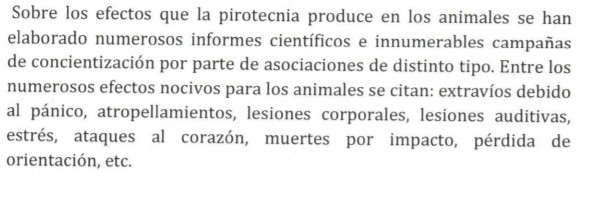 Sobre los efectos que la pirotecnia produce en los animales se han
elaborado numerosos informes científicos e innumerables campañas
de concientización por parte de asociaciones de distinto tipo. Entre los
numerosos efectos nocivos para los animales se citan: extravíos debido
al pánico, atropellamientos, lesiones corporales, lesiones auditivas,
estrés, ataques al corazón, muertes por impacto, pérdida de
orientación, etc.